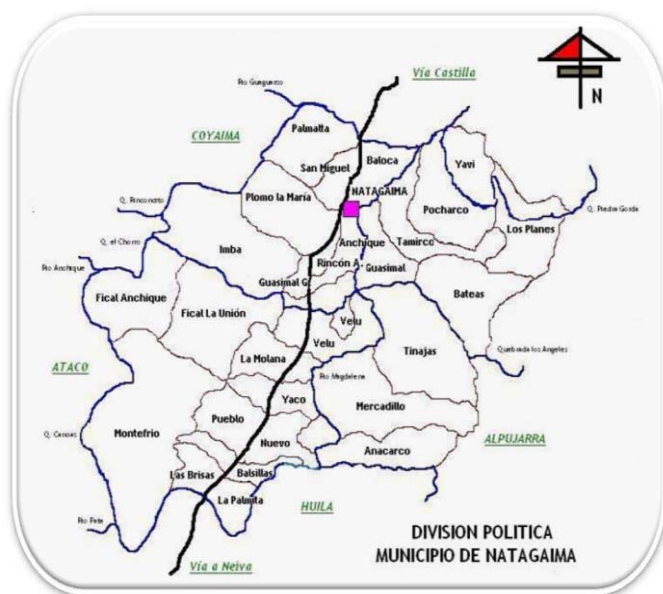 Vía Castilla
N
Rio Guaguarco
COYAIMA
Palmalta
San Miguel
Baloca
Yavi
Plomo la María
NATAGAIMA
Pocharco
Q. Rinconcito
Q. Piedra Gorda
Los Planes
Q. el Chorro
Imba
Anchique
Tamirco
Rio Anchique
Rincón A.
Guasimal
Guasimal G.
Fical Anchique
Bateas
Fical La Unión
Velu
Velu
Tinajas
Quebrada los Angeles
ATACO
La Molana
Rio Magdalena
Yaco
Mercadillo
Pueblo
Q. Canoas
Montefrio
Nuevo
ALPUJARRA
Anacarco
Las Brisas
Balsillas
La Palmita
HUILA
Rio Pata
DIVISION POLITICA
MUNICIPIO DE NATAGAIMA
Vía a Neiva